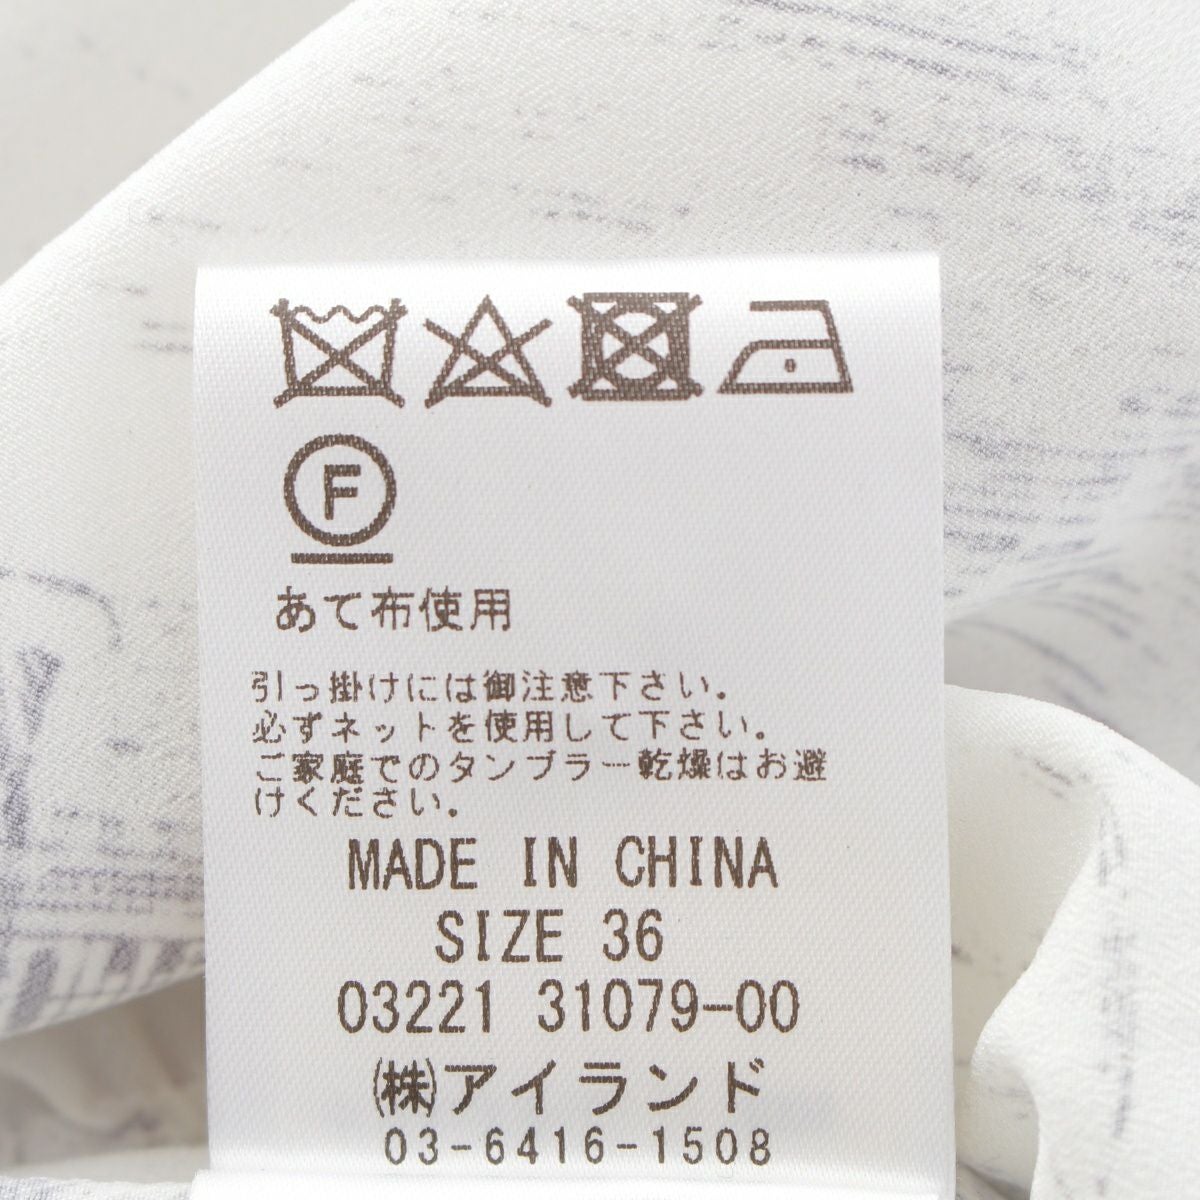 F
あて布使用
引っ掛けには御注意下さい。
必ずネットを使用して下さい。
ご家庭でのタンブラー乾燥はお避
けください。
MADE IN CHINA
SIZE 36
03221 31079-00
㈱アイランド
03-6416-1508